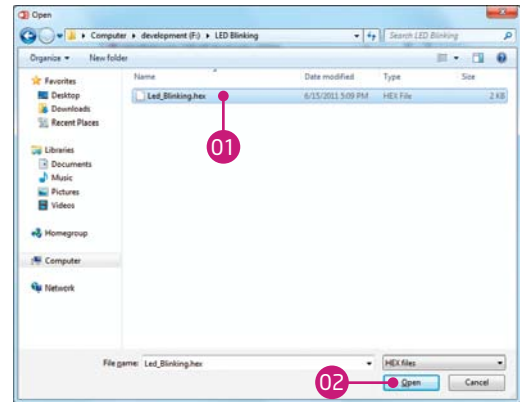 Open
Computer ▸ development (F:) ▸ LED Blinking
Search LED Blinking
Organize
New folder
Name
Date modified
Type
Size
Favorites
Desktop
Downloads
Recent Places
Libraries
Documents
Music
Pictures
Videos
Homegroup
Computer
Network
Led_Blinking.hex
6/15/2011 5:09 PM
HEX File
2 KB
01
File name:
Led_Blinking.hex
HEX files
02
Open
Cancel